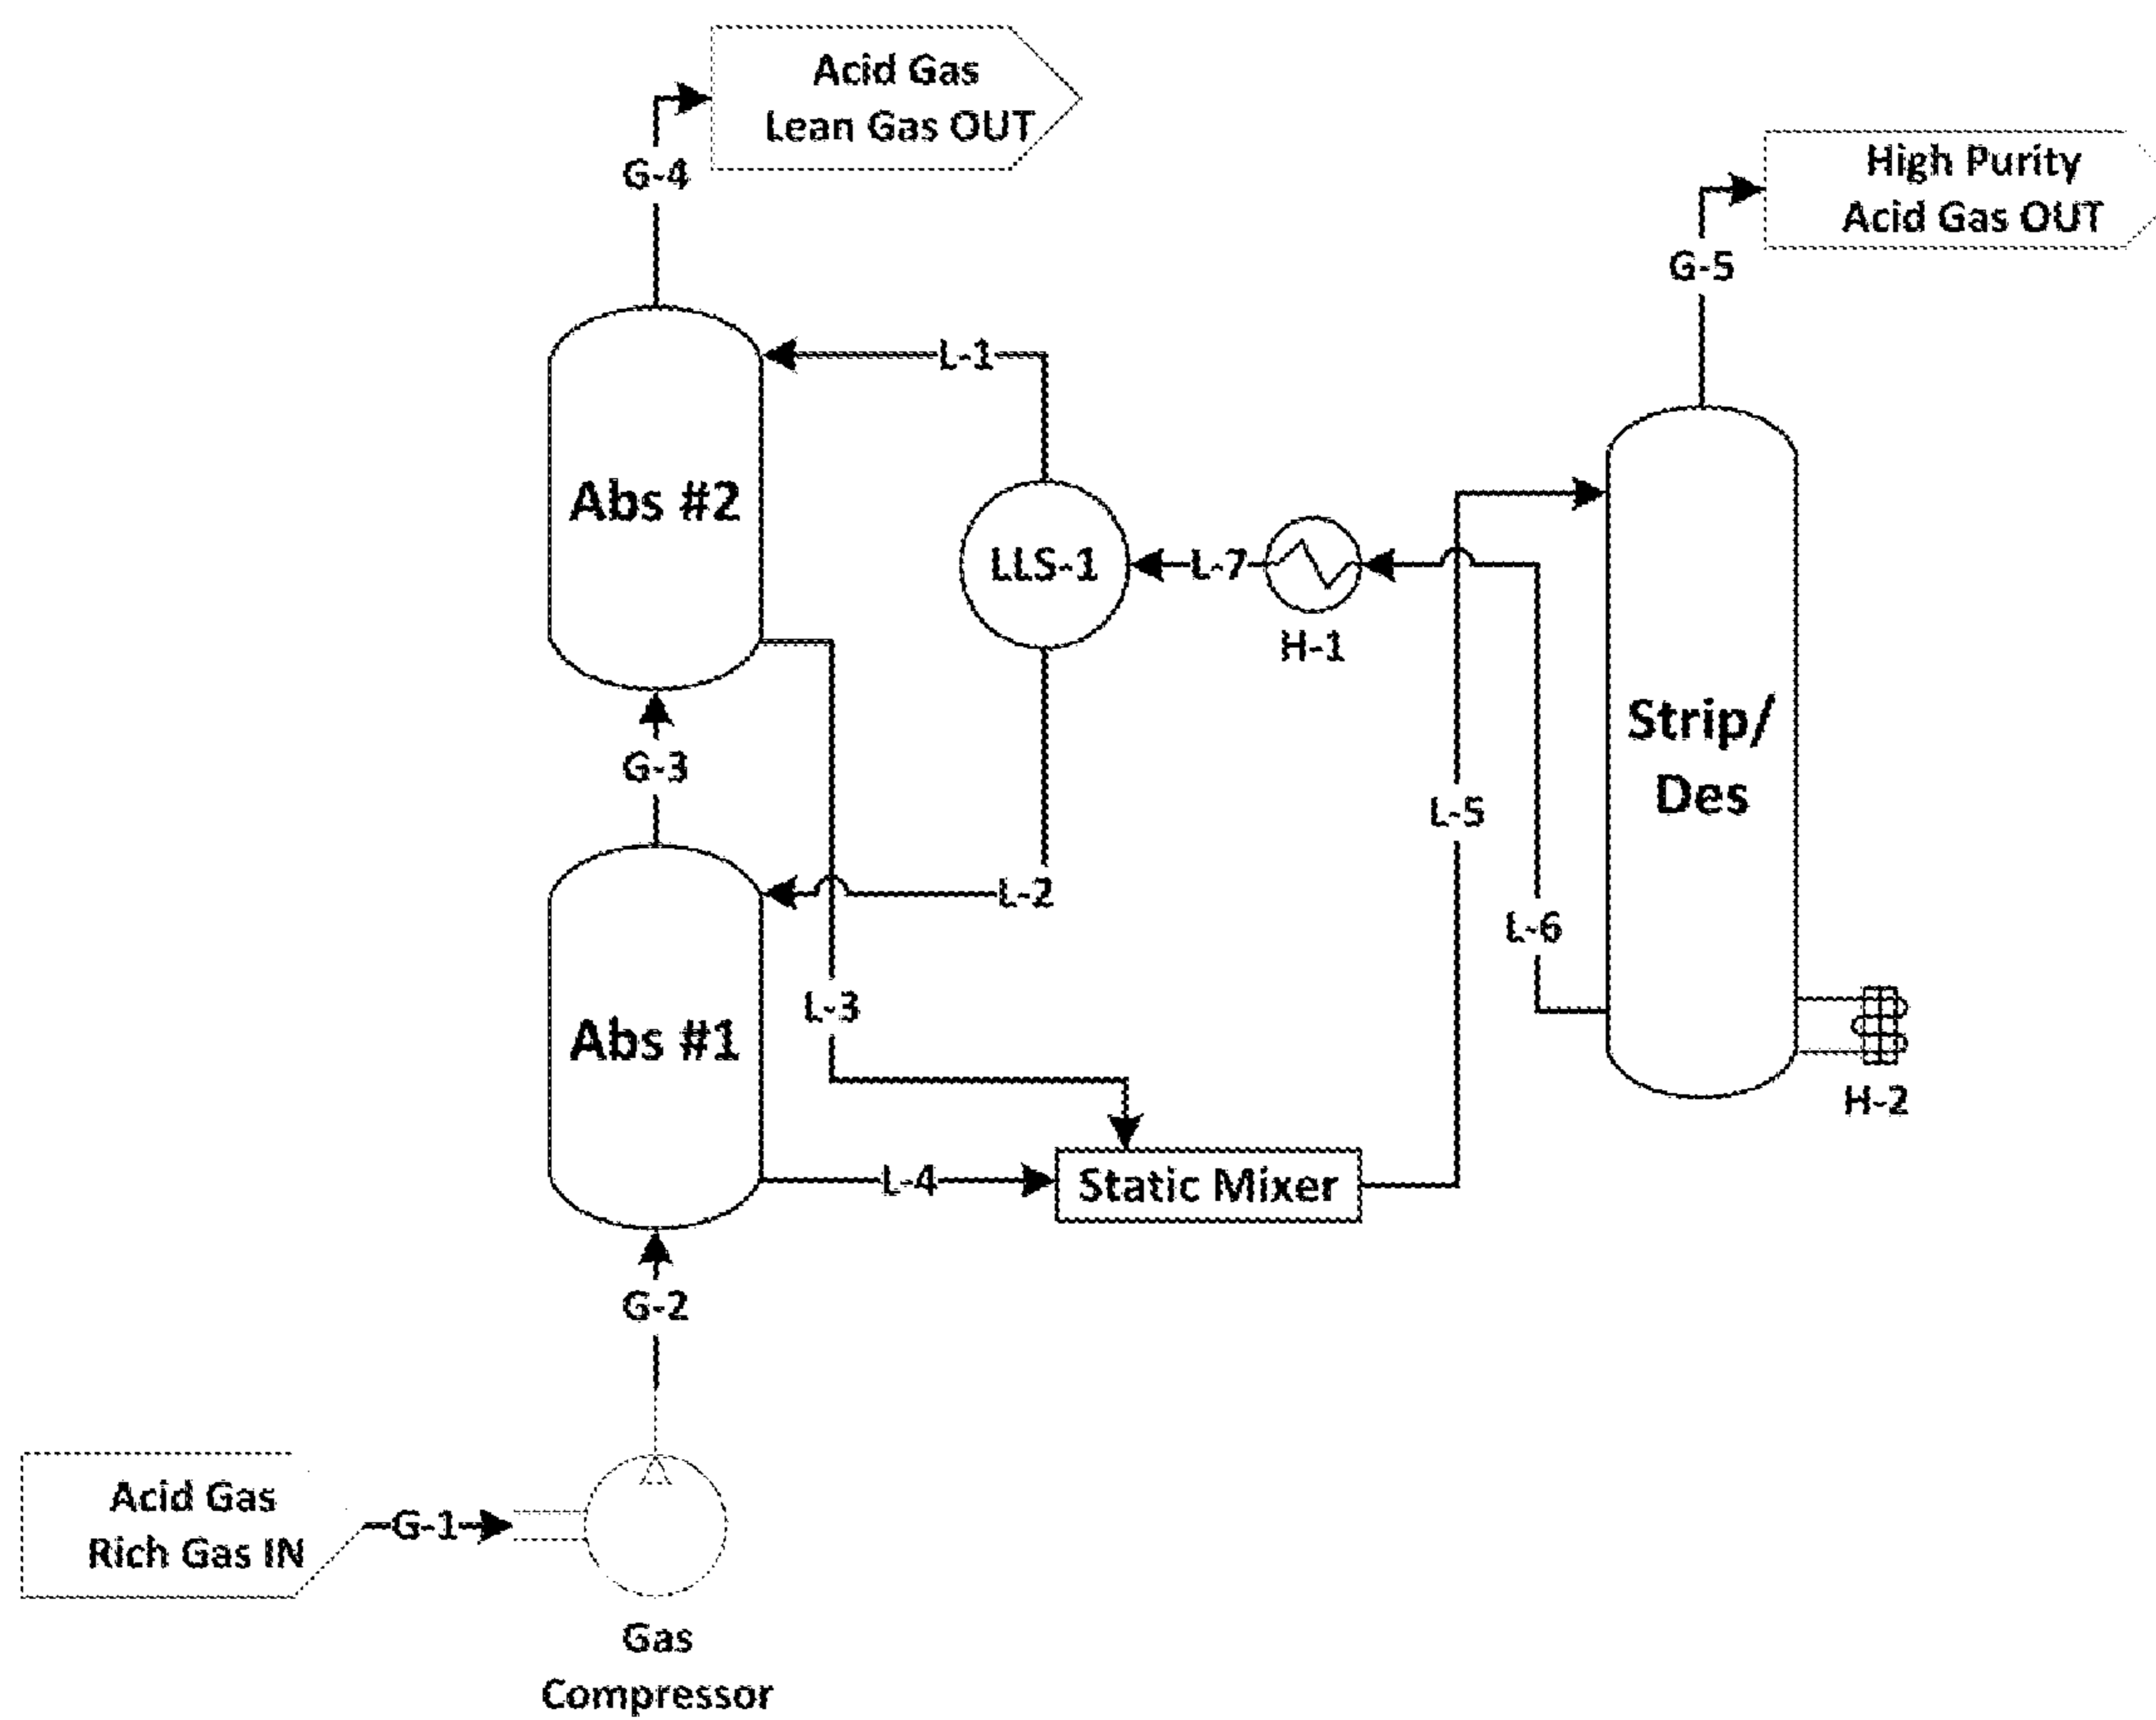 Acid Gas
Lean Gas OUT
High Purity
Acid Gas OUT
G-4
G-5
L-1
Abs #2
LLS-1
L-7
H-1
Strip/
Des
G-3
L-5
L-2
L-6
L-3
Abs #1
H-2
L-4
Static Mixer
G-2
Acid Gas
Rich Gas IN
G-1
Gas
Compressor